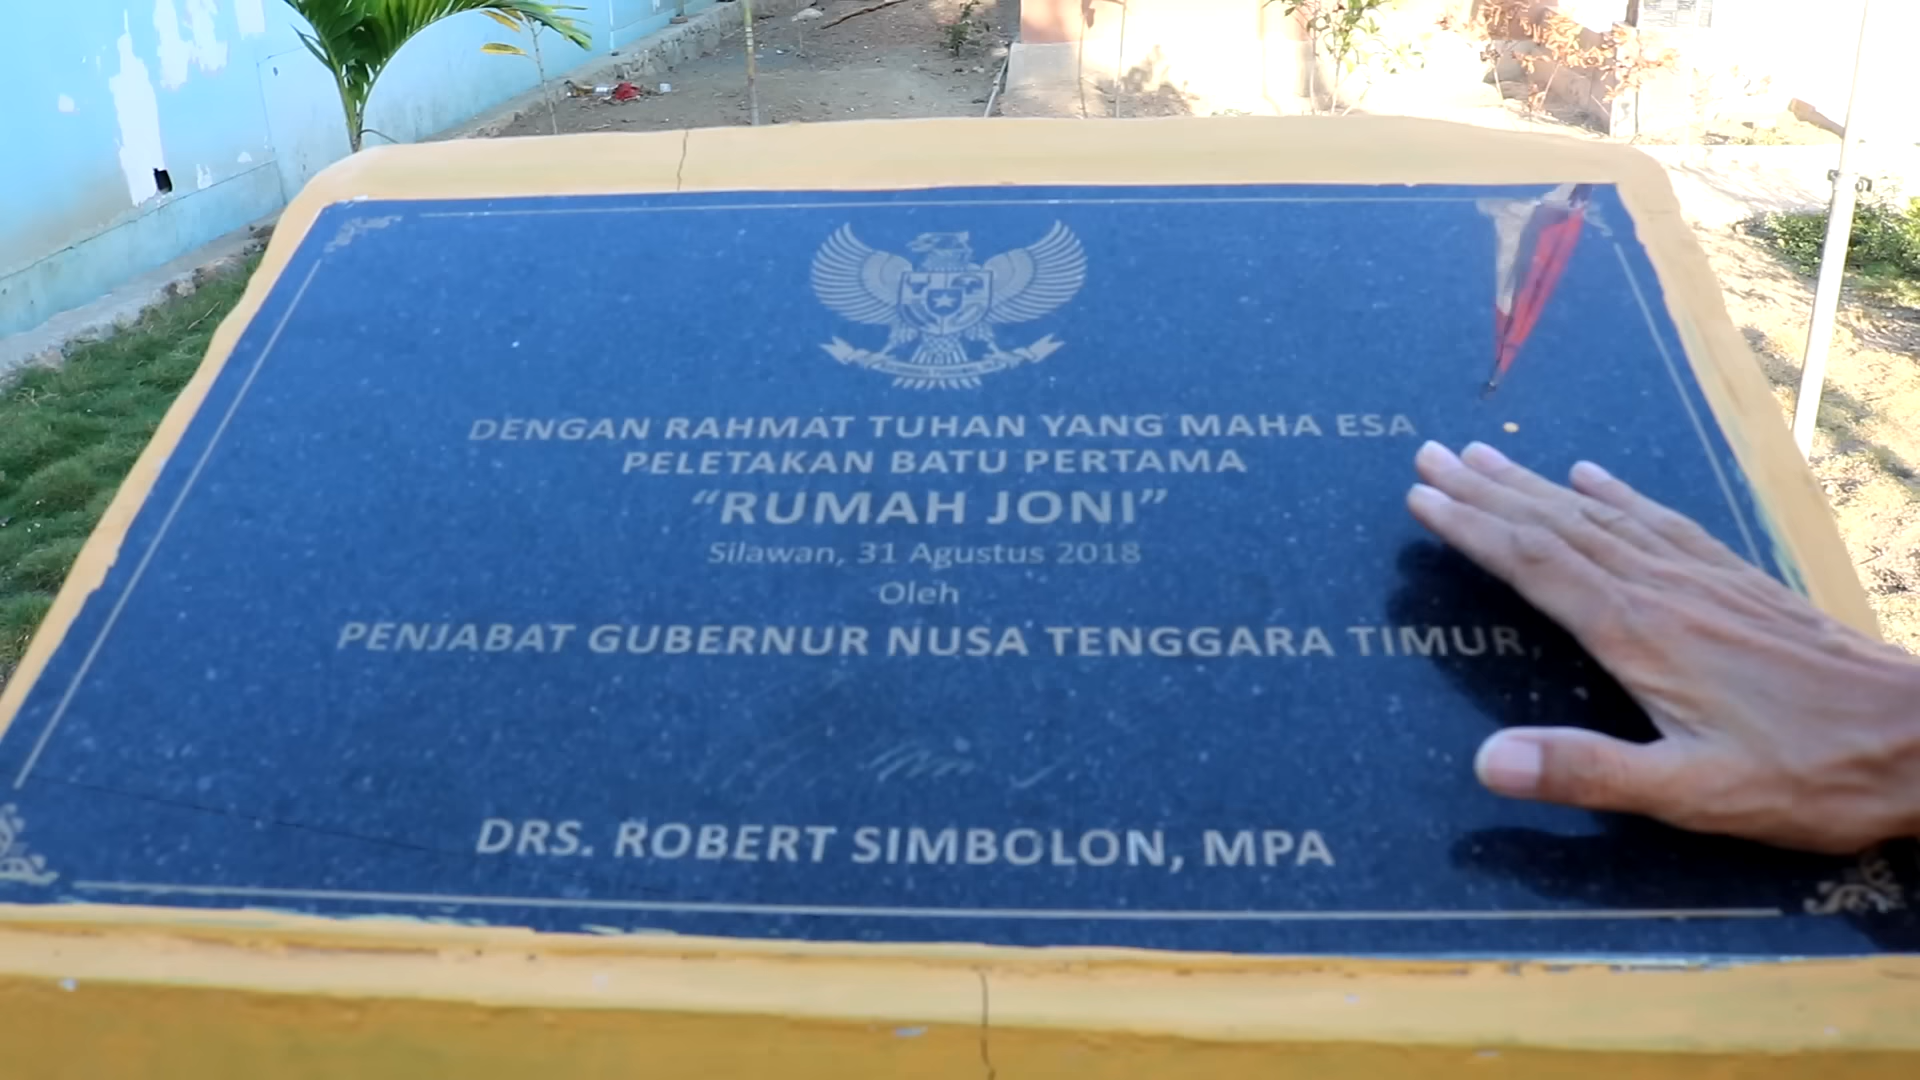 DENGAN RAHMAT TUHAN YANG MAHA ESA
PELETAKAN BATU PERTAMA
“RUMAH JONI”
Silawan, 31 Agustus 2018
Oleh
PENJABAT GUBERNUR NUSA TENGGARA TIMUR,
DRS. ROBERT SIMBOLON, MPA